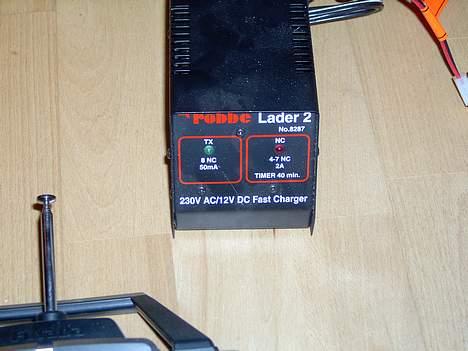 robbe Lader 2
No.8287
TX
8 NC
50mA
NC
4-7 NC
2A
TIMER 40 min.
230V AC/12V DC Fast Charger